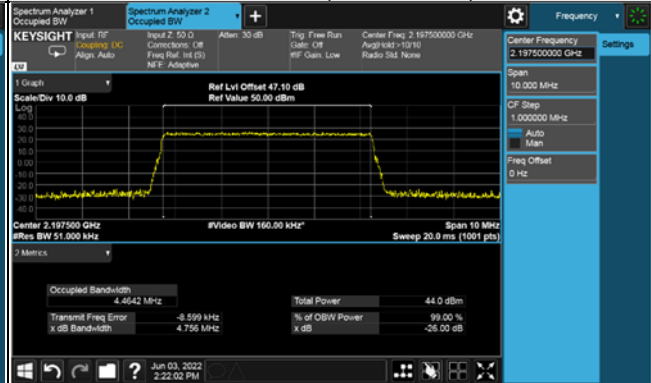 Spectrum Analyzer 1
Occupied BW
Spectrum Analyzer 2
Occupied BW
+
Frequency
KEYSIGHT
Input: RF
Coupling: DC
Align: Auto
Input Z: 50 Ω
Corrections: Off
Freq Ref: Int (S)
NFE: Adaptive
Atten: 30 dB
Trig: Free Run
Gate: Off
#IF Gain: Low
Center Freq: 2.197500000 GHz
Avg|Hold:>10/10
Radio Std: None
Center Frequency
2.197500000 GHz
Settings
Span
10.000 MHz
CF Step
1.000000 MHz
Auto
Man
Freq Offset
0 Hz
1 Graph
Scale/Div 10.0 dB
Ref Lvl Offset 47.10 dB
Ref Value 50.00 dBm
Log
40.0
30.0
20.0
10.0
0.00
-10.0
-20.0
-30.0
-40.0
Center 2.197500 GHz
#Res BW 51.000 kHz
#Video BW 160.00 kHz*
Span 10 MHz
Sweep 20.0 ms (1001 pts)
2 Metrics
Occupied Bandwidth
4.4642 MHz
Total Power
44.0 dBm
Transmit Freq Error
-8.599 kHz
% of OBW Power
99.00 %
x dB Bandwidth
4.756 MHz
x dB
-26.00 dB
?
Jun 03, 2022
2:22:02 PM